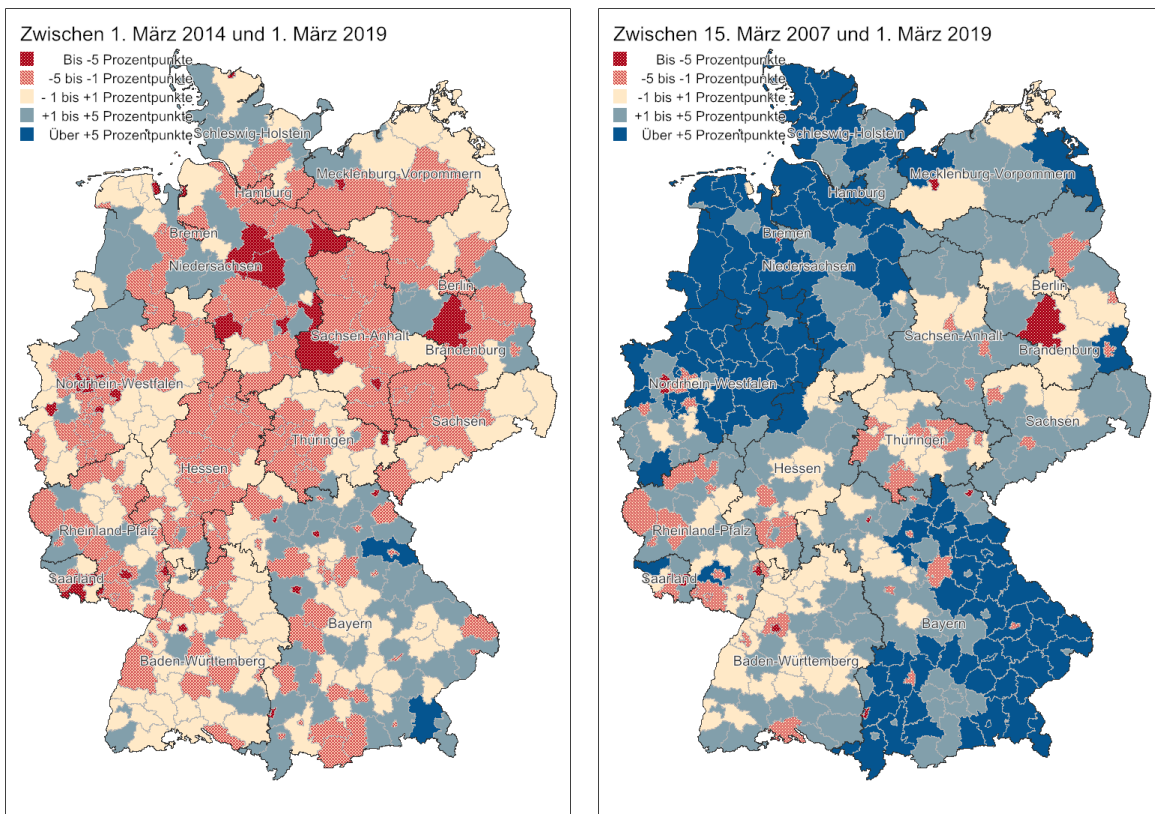 Zwischen 1. März 2014 und 1. März 2019
Bis -5 Prozentpunkte
-5 bis -1 Prozentpunkte
- 1 bis +1 Prozentpunkte
+1 bis +5 Prozentpunkte
Über +5 Prozentpunkte
Schleswig-Holstein
Mecklenburg-Vorpommern
Hamburg
Bremen
Niedersachsen
Berlin
Sachsen-Anhalt
Brandenburg
Nordrhein-Westfalen
Sachsen
Thüringen
Hessen
Rheinland-Pfalz
Saarland
Bayern
Baden-Württemberg
Zwischen 15. März 2007 und 1. März 2019
Bis -5 Prozentpunkte
-5 bis -1 Prozentpunkte
-1 bis +1 Prozentpunkte
+1 bis +5 Prozentpunkte
Über +5 Prozentpunkte
Schleswig-Holstein
Mecklenburg-Vorpommern
Hamburg
Bremen
Niedersachsen
Berlin
Sachsen-Anhalt
Brandenburg
Nordrhein-Westfalen
Sachsen
Thüringen
Hessen
Rheinland-Pfalz
Saarland
Bayern
Baden-Württemberg